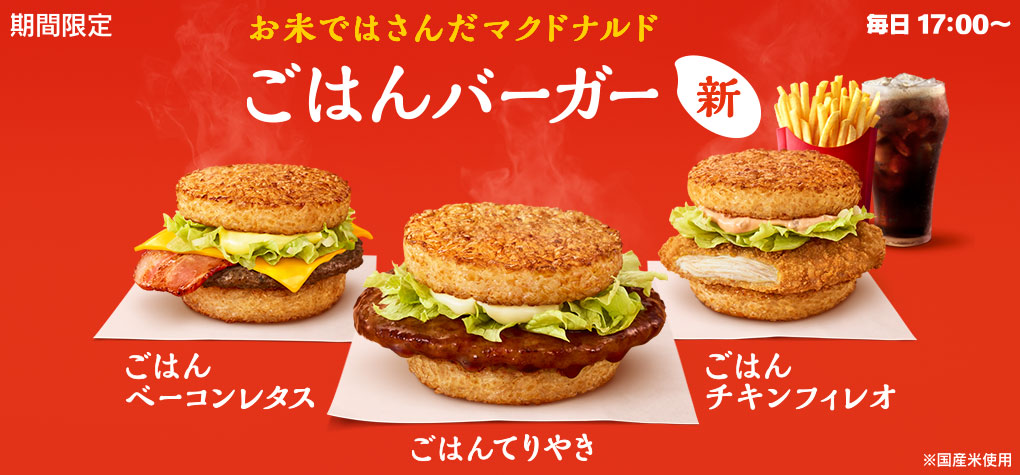 期間限定
お米ではさんだマクドナルド
毎日 17:00〜
ごはんバーガー
新
ごはん
ベーコンレタス
ごはんてりやき
ごはん
チキンフィレオ
※国産米使用